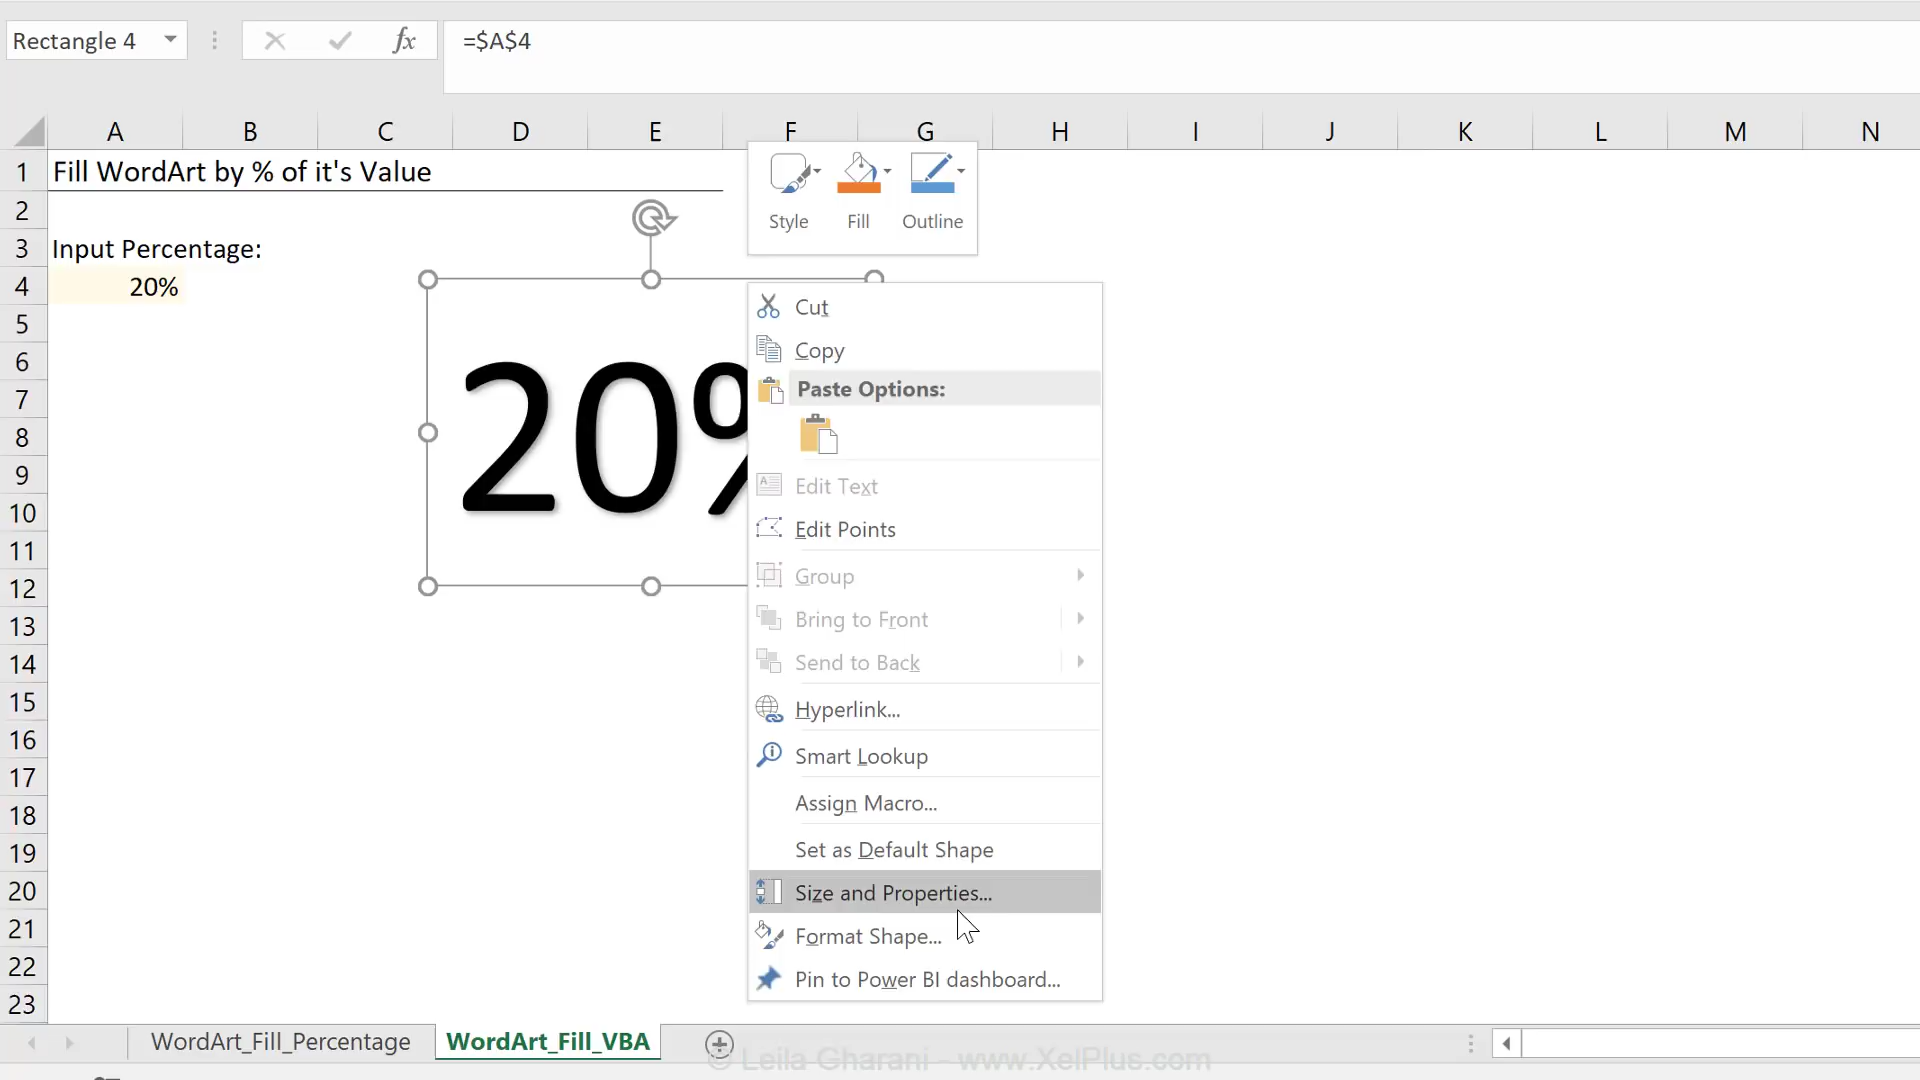 Rectangle 4
fx
=$A$4
A B C D E F G H I J K L M N
1 Fill WordArt by % of it's Value
2
3 Input Percentage:
4 20%
5
6
7
8
9
10
11
12
13
14
15
16
17
18
19
20
21
22
23
20%
Style Fill Outline
Cut
Copy
Paste Options:
Edit Text
Edit Points
Group
Bring to Front
Send to Back
Hyperlink...
Smart Lookup
Assign Macro...
Set as Default Shape
Size and Properties...
Format Shape...
Pin to Power BI dashboard...
WordArt_Fill_Percentage WordArt_Fill_VBA
© Leila Gharani - www.XelPlus.com